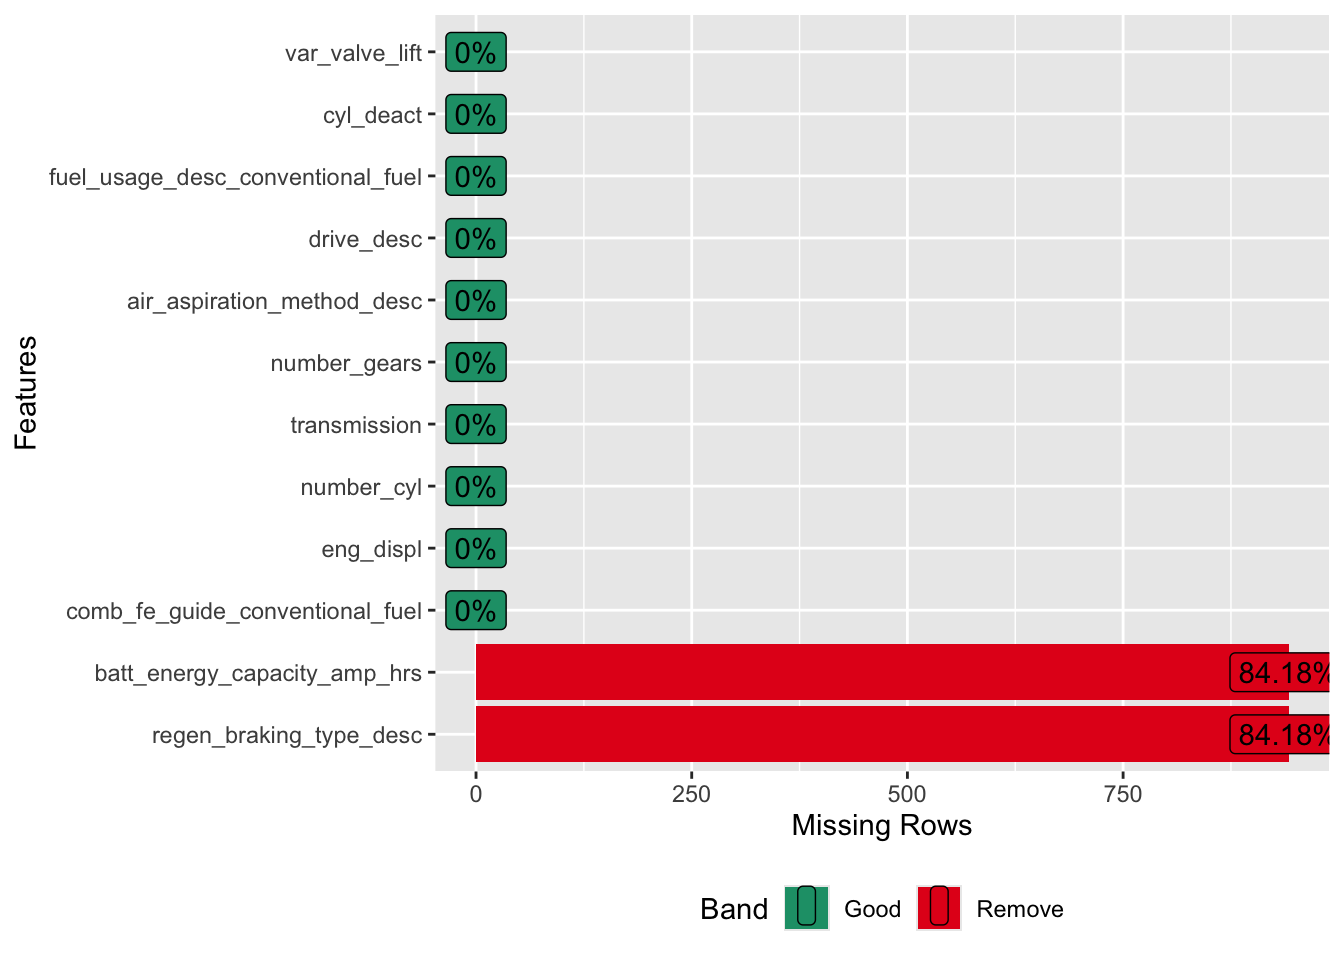 var_valve_lift 0%
cyl_deact 0%
fuel_usage_desc_conventional_fuel 0%
drive_desc 0%
air_aspiration_method_desc 0%
number_gears 0%
transmission 0%
number_cyl 0%
eng_displ 0%
comb_fe_guide_conventional_fuel 0%
batt_energy_capacity_amp_hrs 84.18%
regen_braking_type_desc 84.18%
Features
0 250 500 750
Missing Rows
Band Good Remove